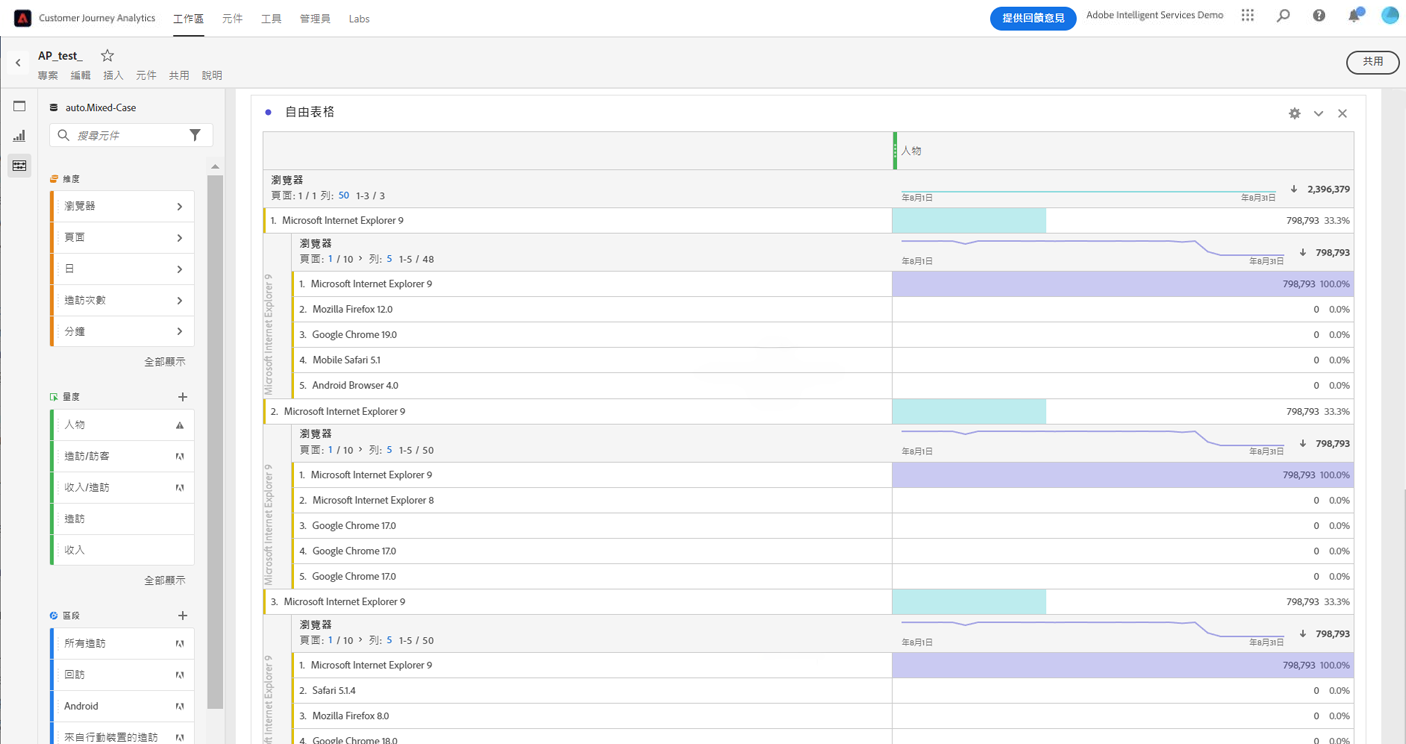 Customer Journey Analytics 工作區 元件 工具 管理員 Labs 提供回饋意見 Adobe Intelligent Services Demo
AP_test_
專案 編輯 插入 元件 共用 說明
共用
auto.Mixed-Case
搜尋元件
維度
瀏覽器
頁面
日
造訪次數
分鐘
全部顯示
量度
人物
造訪/訪客
收入/造訪
造訪
收入
全部顯示
區段
所有造訪
回訪
Android
來自行動裝置的造訪
自由表格
人物
瀏覽器
頁面: 1 / 1 列: 50 1-3 / 3
年8月1日 年8月31日 2,396,379
1. Microsoft Internet Explorer 9 798,793 33.3%
Microsoft Internet Explorer 9
瀏覽器
頁面: 1 / 10 > 列: 5 1-5 / 48
年8月1日 年8月31日 798,793
1. Microsoft Internet Explorer 9 798,793 100.0%
2. Mozilla Firefox 12.0 0 0.0%
3. Google Chrome 19.0 0 0.0%
4. Mobile Safari 5.1 0 0.0%
5. Android Browser 4.0 0 0.0%
2. Microsoft Internet Explorer 9 798,793 33.3%
Microsoft Internet Explorer 9
瀏覽器
頁面: 1 / 10 > 列: 5 1-5 / 50
年8月1日 年8月31日 798,793
1. Microsoft Internet Explorer 9 798,793 100.0%
2. Microsoft Internet Explorer 8 0 0.0%
3. Google Chrome 17.0 0 0.0%
4. Google Chrome 17.0 0 0.0%
5. Google Chrome 17.0 0 0.0%
3. Microsoft Internet Explorer 9 798,793 33.3%
ft Internet Explorer 9
瀏覽器
頁面: 1 / 10 > 列: 5 1-5 / 50
年8月1日 年8月31日 798,793
1. Microsoft Internet Explorer 9 798,793 100.0%
2. Safari 5.1.4 0 0.0%
3. Mozilla Firefox 8.0 0 0.0%
4. Google Chrome 18.0 0 0.0%